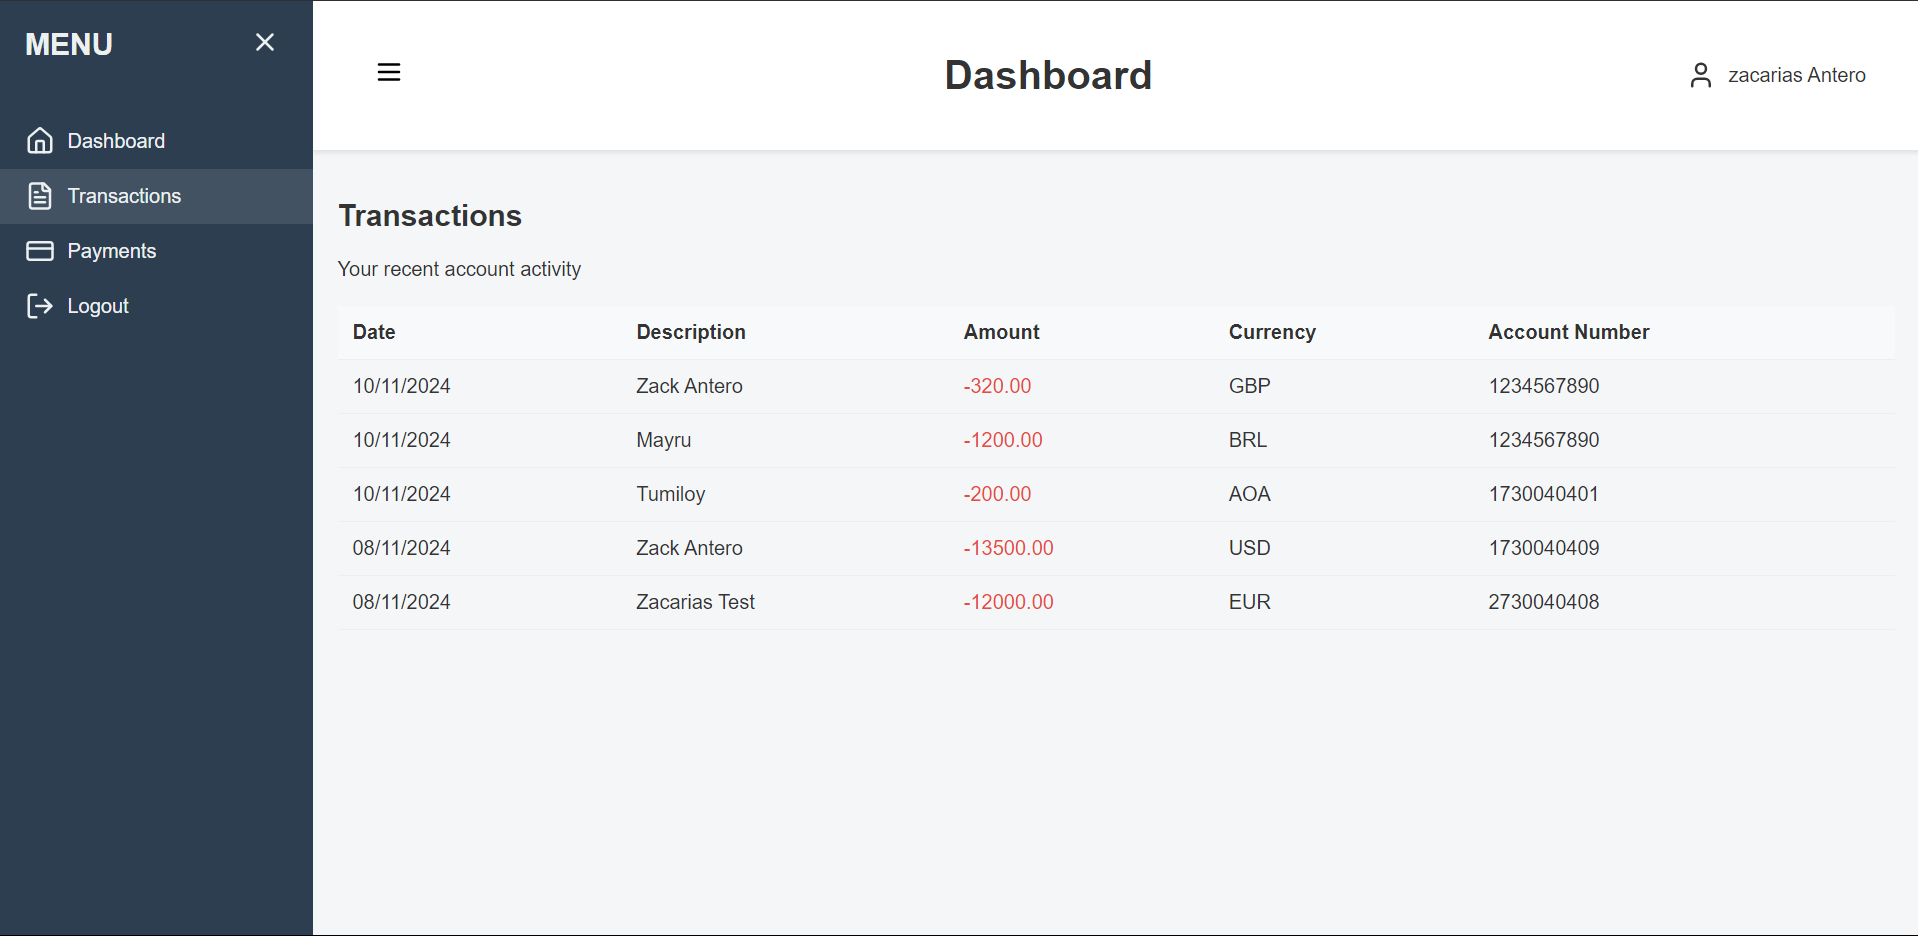 MENU
Dashboard
Transactions
Payments
Logout
Dashboard
zacarias Antero
Transactions
Your recent account activity
Date Description Amount Currency Account Number
10/11/2024 Zack Antero -320.00 GBP 1234567890
10/11/2024 Mayru -1200.00 BRL 1234567890
10/11/2024 Tumiloy -200.00 AOA 1730040401
08/11/2024 Zack Antero -13500.00 USD 1730040409
08/11/2024 Zacarias Test -12000.00 EUR 2730040408